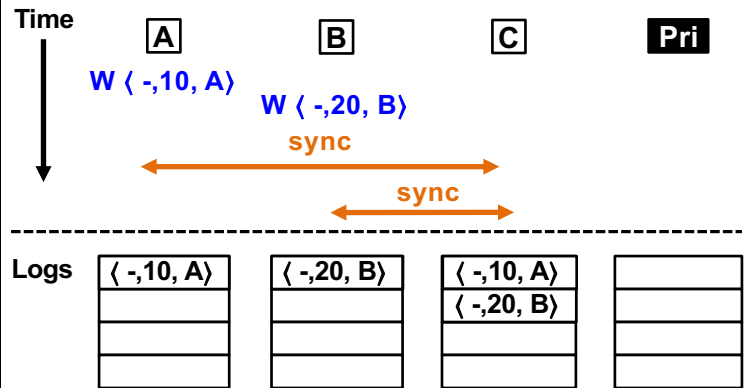 Time
A B C Pri
W ⟨ -,10, A⟩
W ⟨ -,20, B⟩
sync
sync
Logs
⟨ -,10, A⟩ ⟨ -,20, B⟩ ⟨ -,10, A⟩
⟨ -,20, B⟩